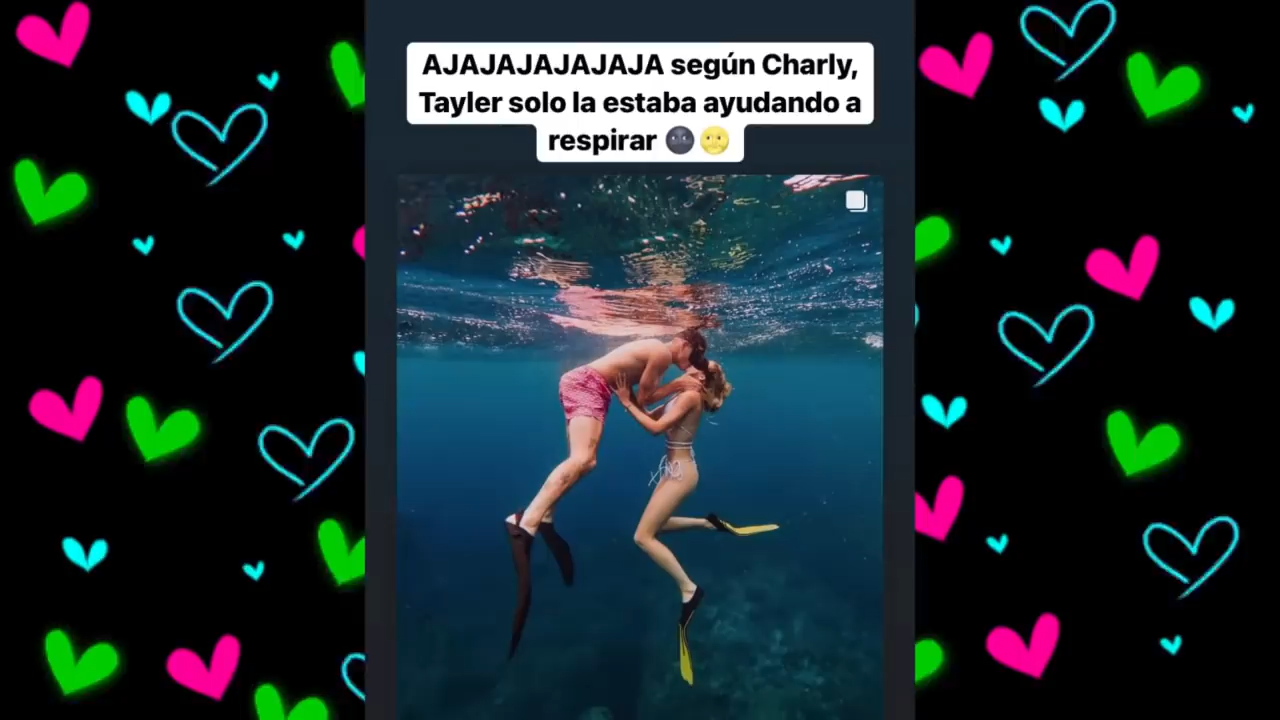 AJAJAJAJAJAJA según Charly,
Tayler solo la estaba ayudando a
respirar 🌚🌝